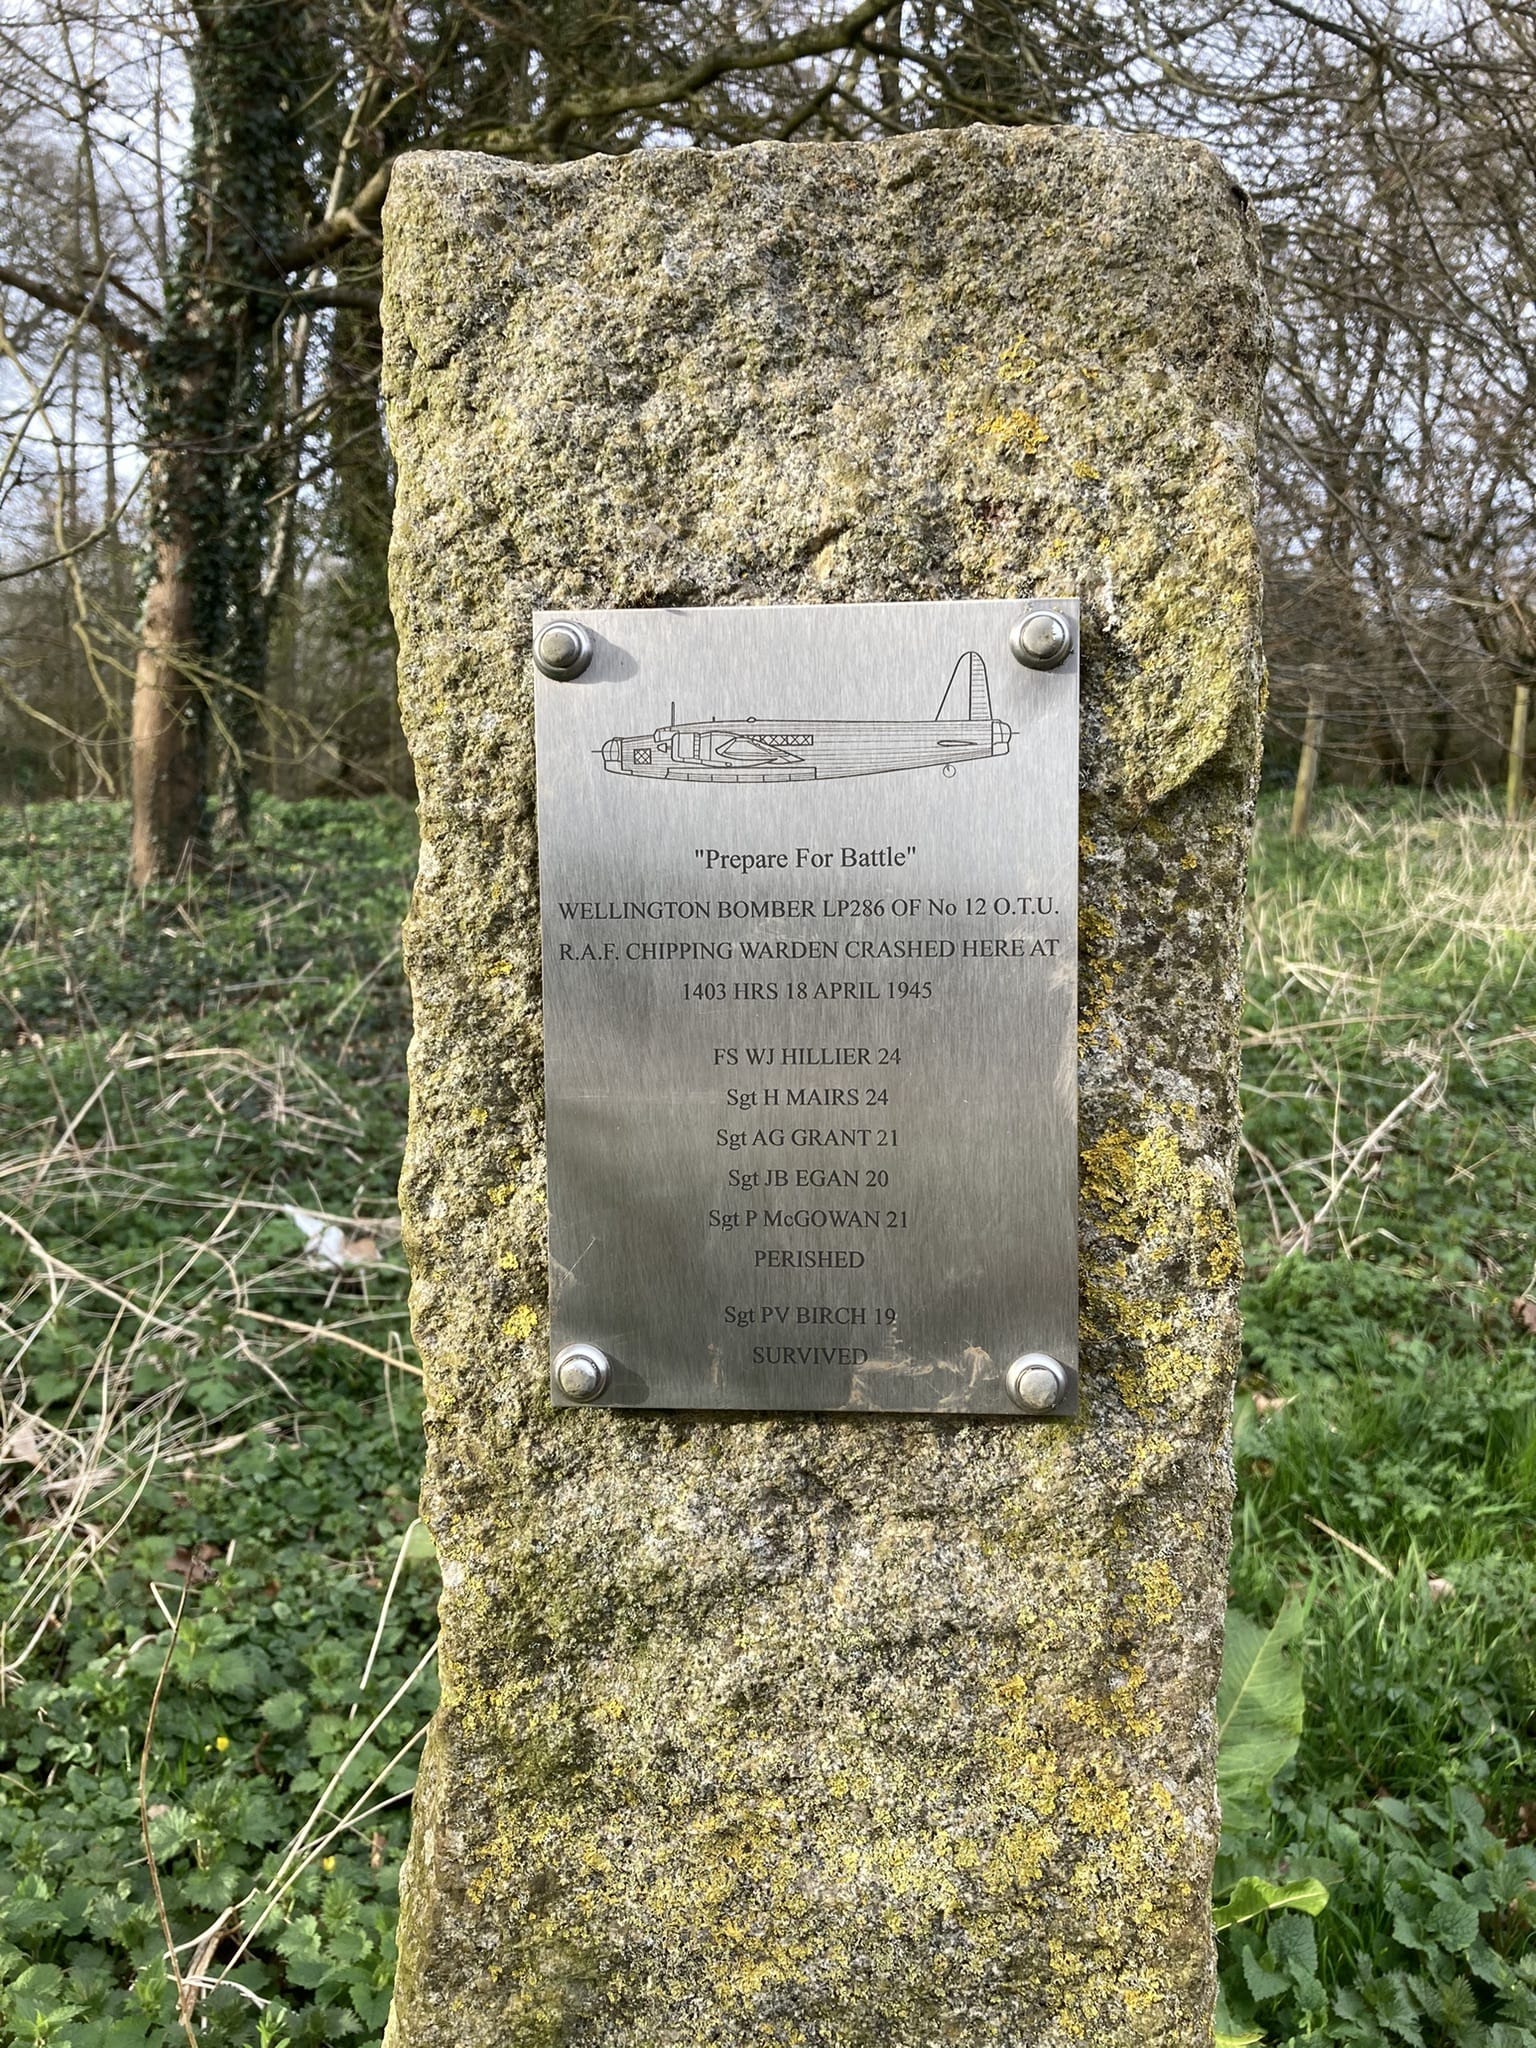 "Prepare For Battle"
WELLINGTON BOMBER LP286 OF No 12 O.T.U.
R.A.F. CHIPPING WARDEN CRASHED HERE AT
1403 HRS 18 APRIL 1945
FS WJ HILLIER 24
Sgt H MAIRS 24
Sgt AG GRANT 21
Sgt JB EGAN 20
Sgt P McGOWAN 21
PERISHED
Sgt PV BIRCH 19
SURVIVED